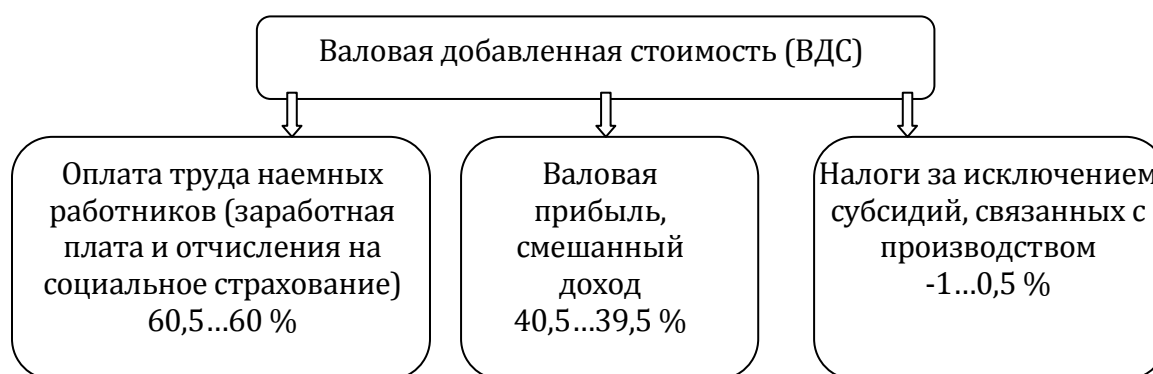 Валовая добавленная стоимость (ВДС)
Оплата труда наемных
работников (заработная
плата и отчисления на
социальное страхование)
60,5…60 %
Валовая
прибыль,
смешанный
доход
40,5…39,5 %
Налоги за исключением
субсидий, связанных с
производством
-1…0,5 %